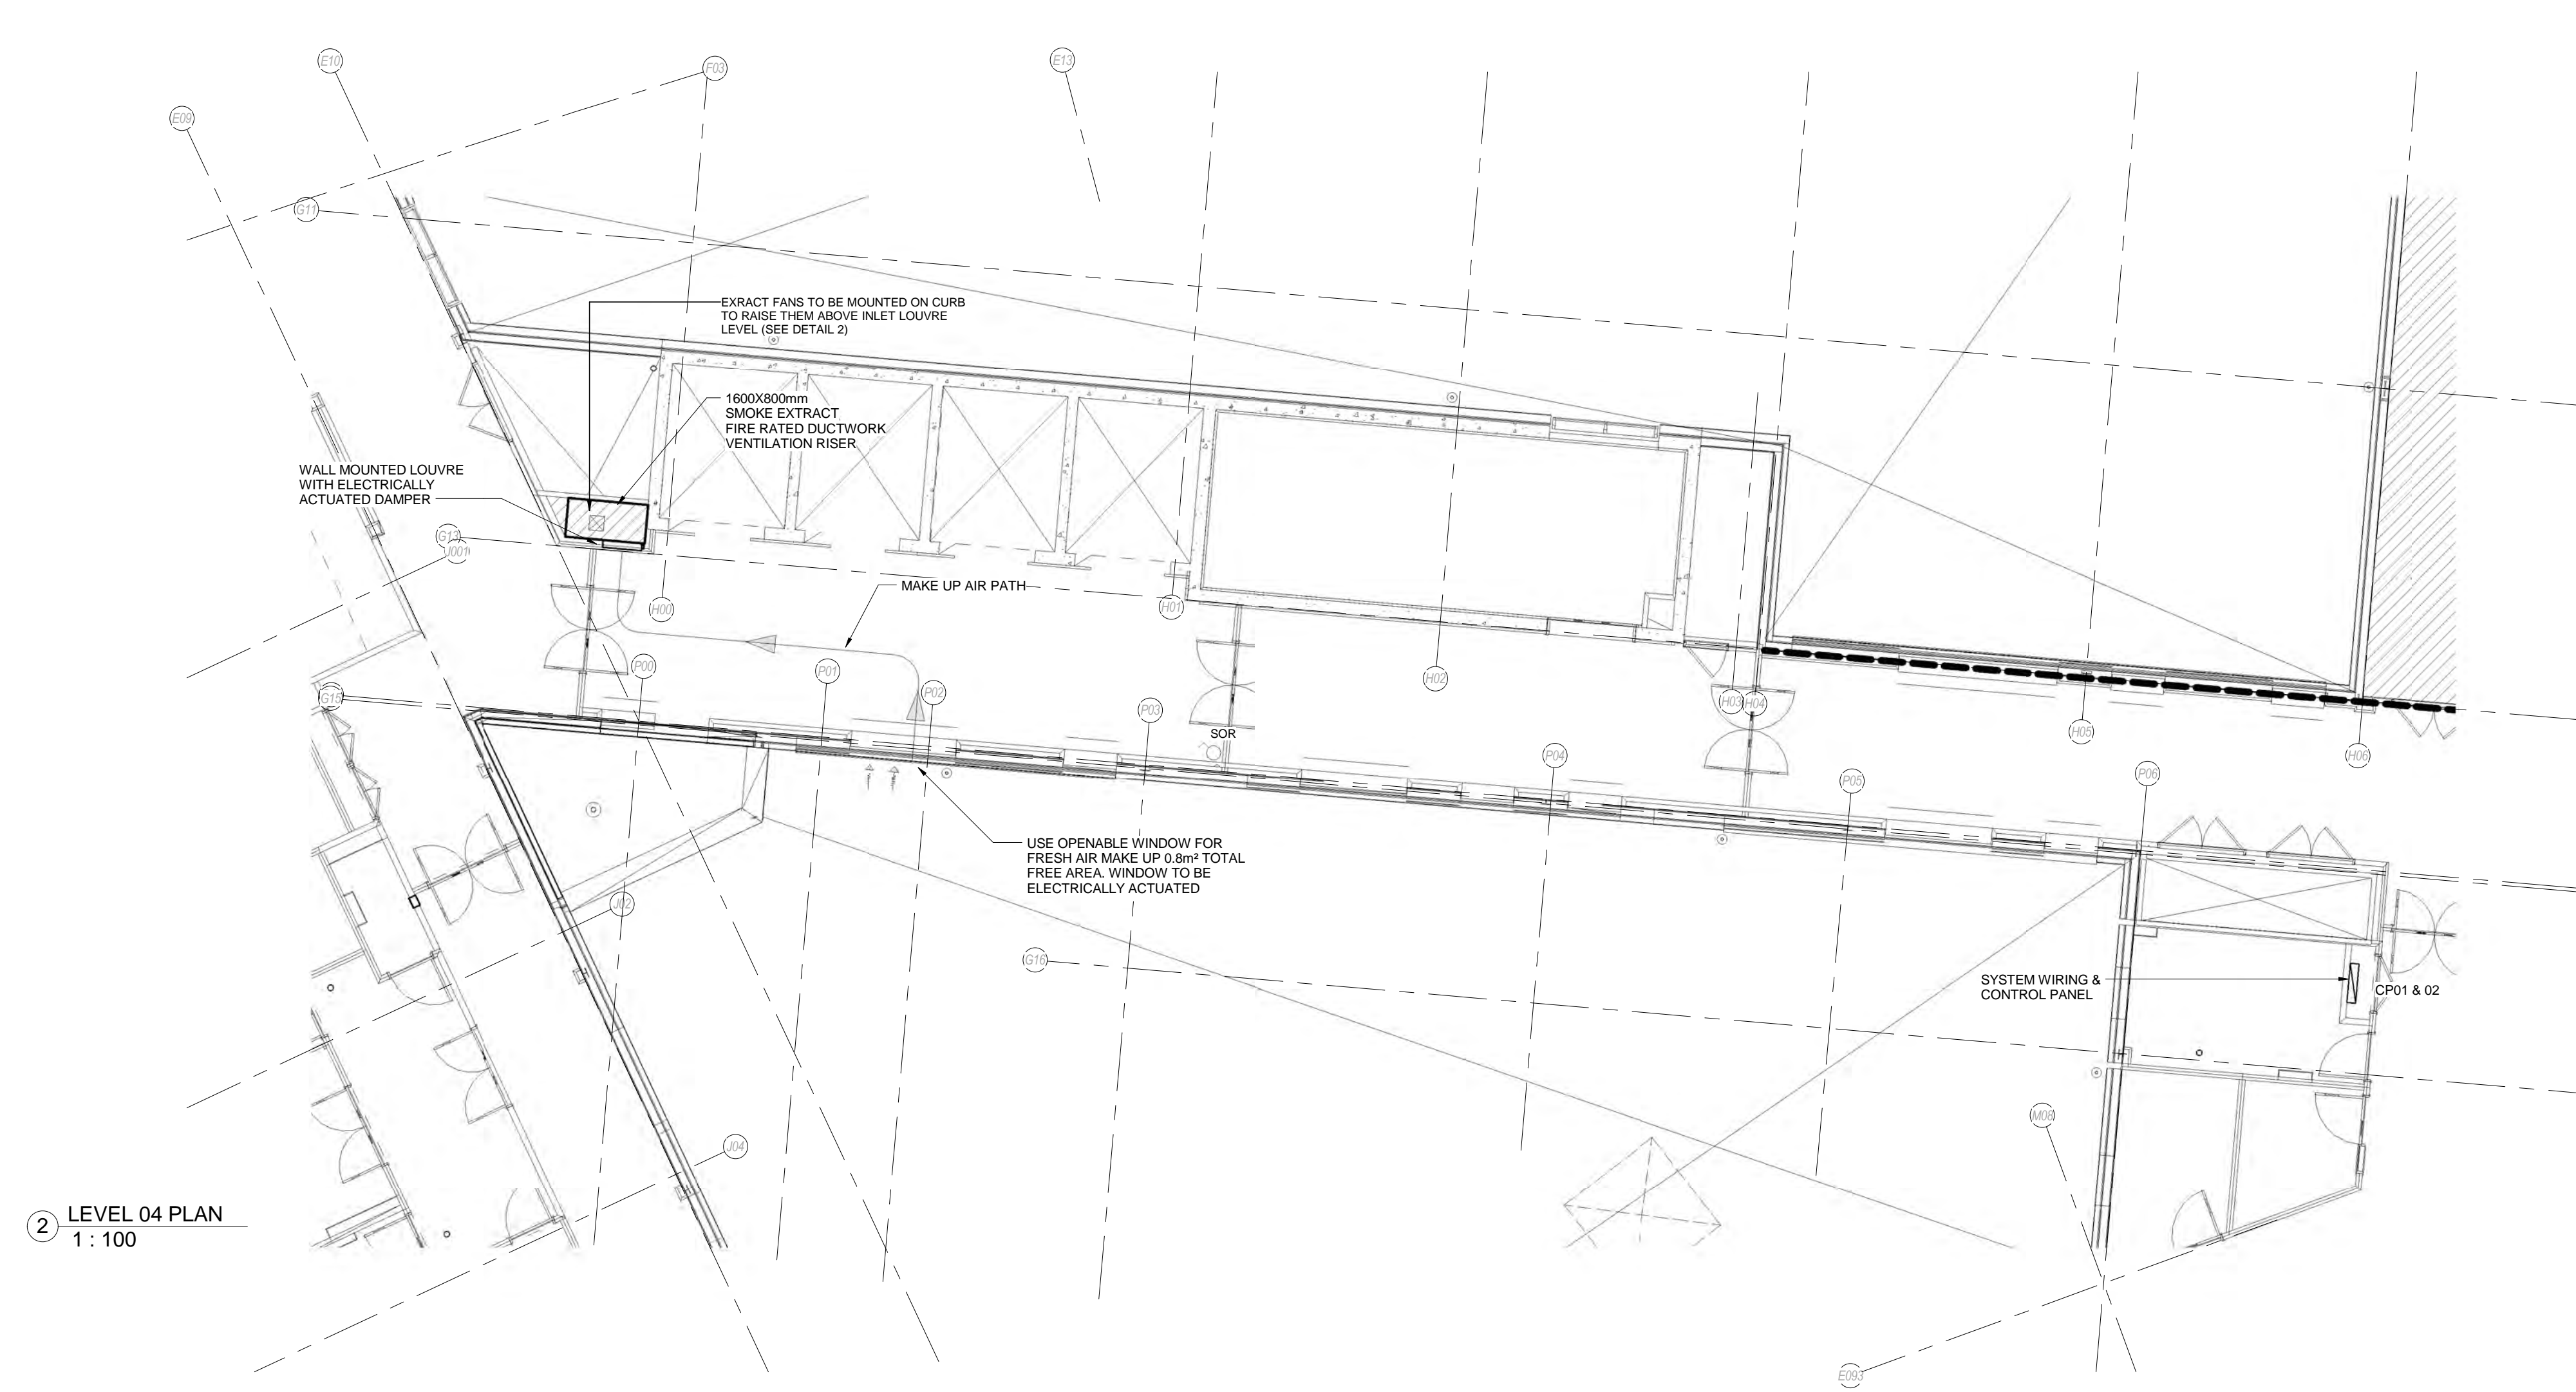 E10
F03
E13
E09
G11
EXRACT FANS TO BE MOUNTED ON CURB
TO RAISE THEM ABOVE INLET LOUVRE
LEVEL (SEE DETAIL 2)
1600X800mm
SMOKE EXTRACT
FIRE RATED DUCTWORK
VENTILATION RISER
WALL MOUNTED LOUVRE
WITH ELECTRICALLY
ACTUATED DAMPER
G13
J001
MAKE UP AIR PATH
H00
H01
H02
H03
H04
H05
H06
P00
P01
P02
P03
SOR
P04
P05
P06
G15
USE OPENABLE WINDOW FOR
FRESH AIR MAKE UP 0.8m² TOTAL
FREE AREA. WINDOW TO BE
ELECTRICALLY ACTUATED
J02
G16
SYSTEM WIRING &
CONTROL PANEL
CP01 & 02
M08
J04
2
LEVEL 04 PLAN
1 : 100
E093